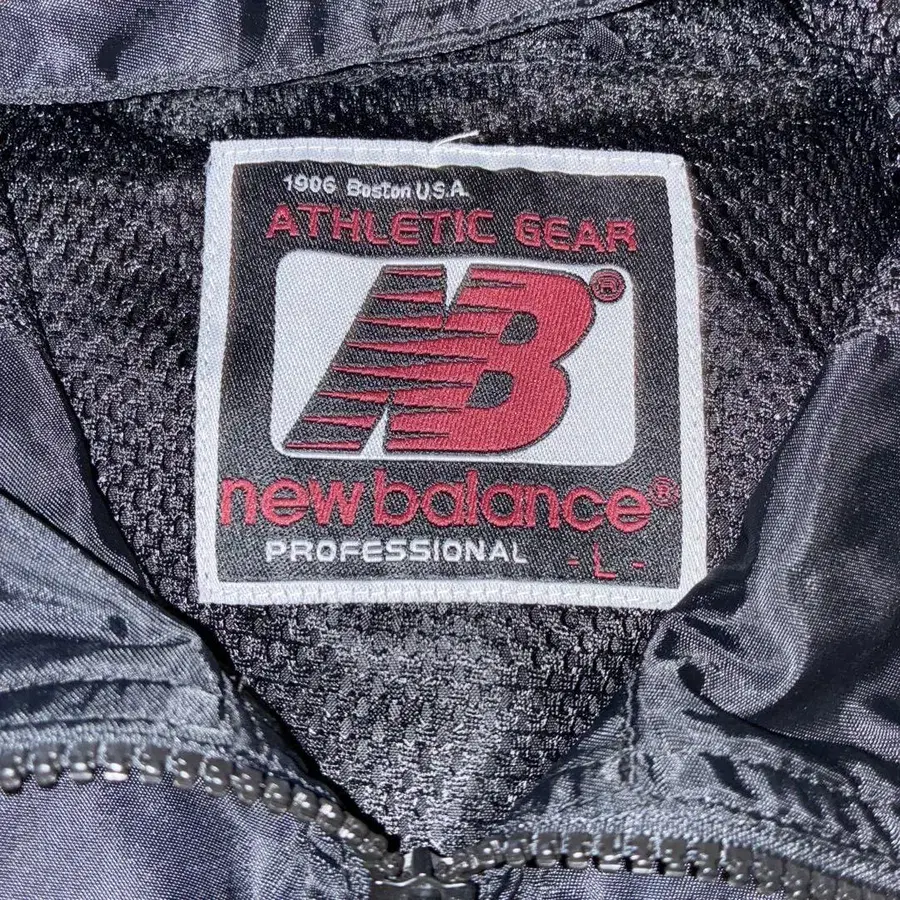 1906 Boston U.S.A.
ATHLETIC GEAR
NB®
new balance®
PROFESSIONAL -L-